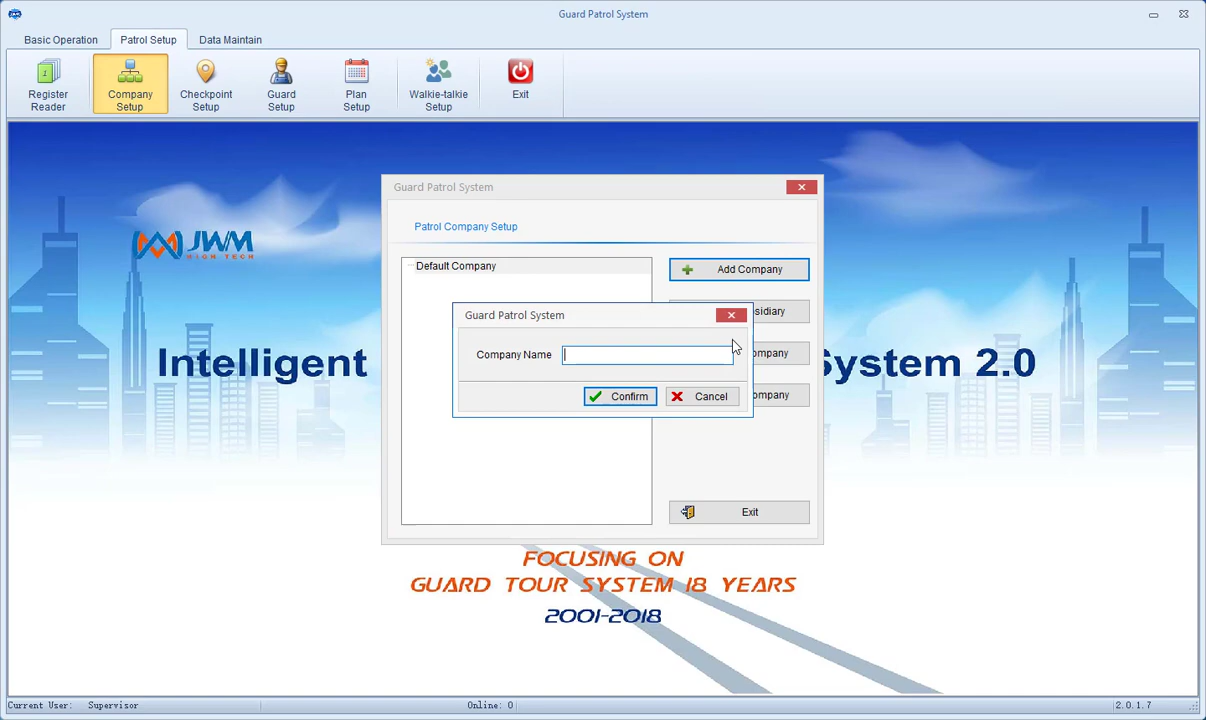 Guard Patrol System
Basic Operation
Patrol Setup
Data Maintain
1
Register
Reader
Company
Setup
Checkpoint
Setup
Guard
Setup
Plan
Setup
Walkie-talkie
Setup
Exit
JWM
HIGH TECH
Intelligent
System 2.0
Guard Patrol System
Patrol Company Setup
Default Company
Add Company
Guard Patrol System
Company Name
Confirm
Cancel
Exit
FOCUSING ON
GUARD TOUR SYSTEM 18 YEARS
2001-2018
Current User: Supervisor
Online: 0
2.0.1.7